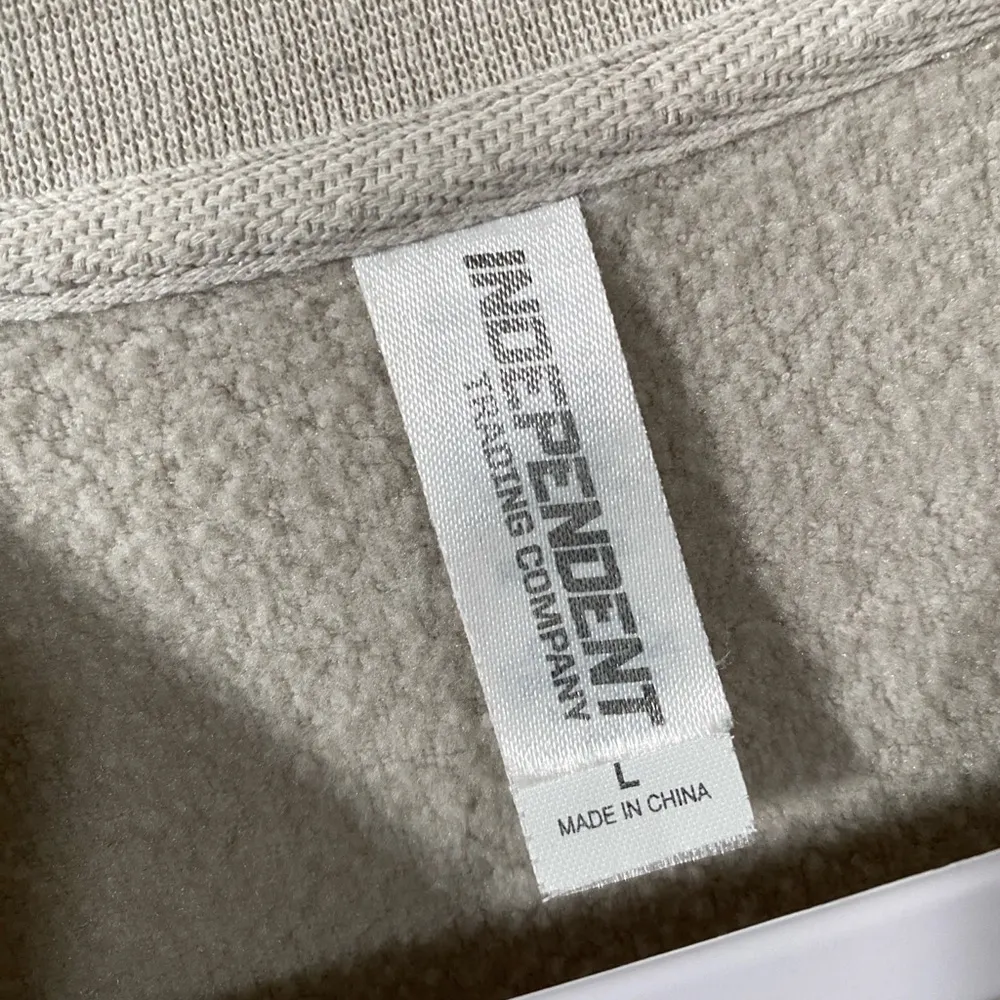 INDEPENDENT
TRADING COMPANY
L
MADE IN CHINA